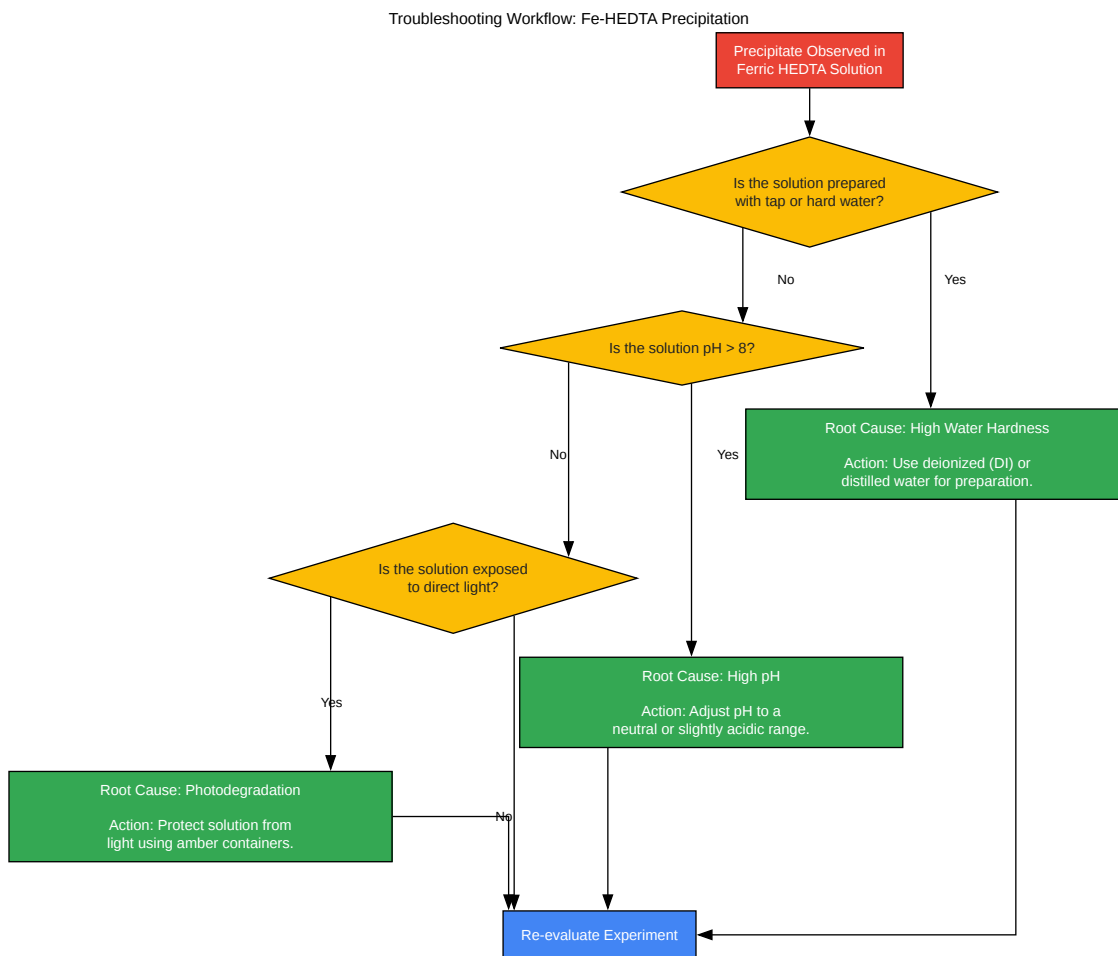 Troubleshooting Workflow: Fe-HEDTA Precipitation
Precipitate Observed in
Ferric HEDTA Solution
Is the solution prepared
with tap or hard water?
No
Yes
Is the solution pH > 8?
Root Cause: High Water Hardness
Action: Use deionized (DI) or
distilled water for preparation.
No
Yes
Is the solution exposed
to direct light?
Root Cause: High pH
Action: Adjust pH to a
neutral or slightly acidic range.
Yes
Root Cause: Photodegradation
Action: Protect solution from
light using amber containers.
No
Re-evaluate Experiment